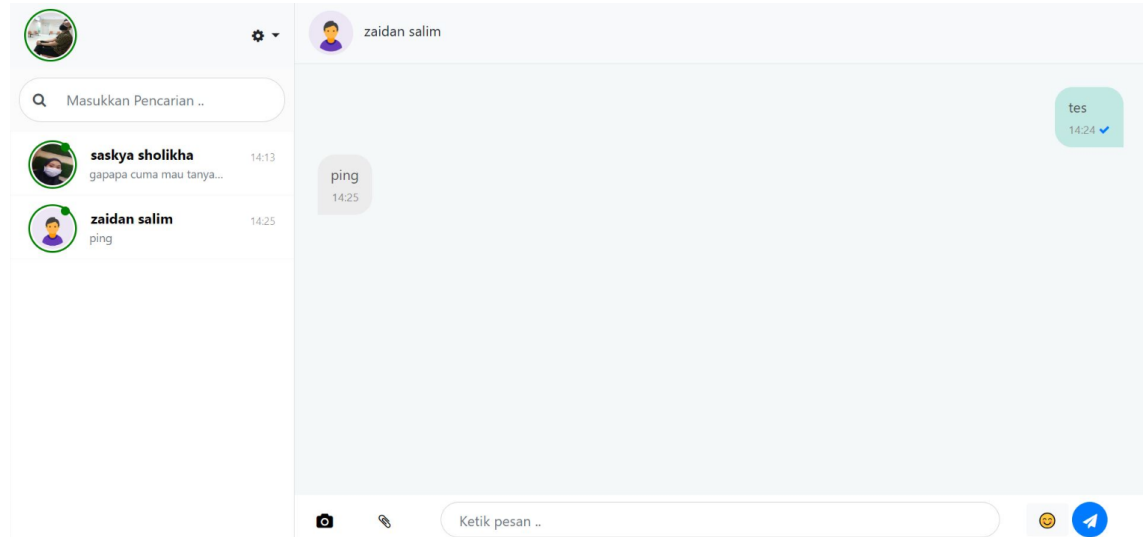 Masukkan Pencarian ..
saskya sholikha 14:13
gapapa cuma mau tanya...
zaidan salim 14:25
ping
zaidan salim
tes
14:24
ping
14:25
Ketik pesan ..